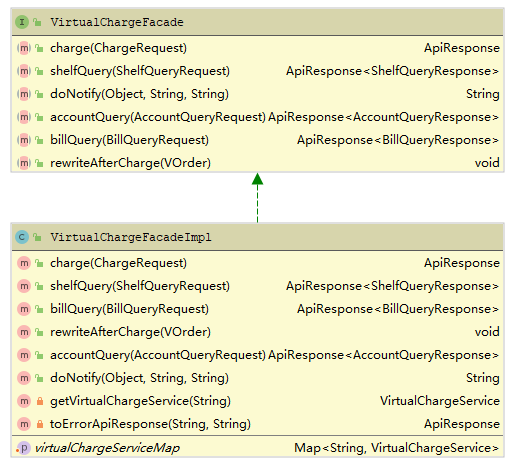 I VirtualChargeFacade
m charge(ChargeRequest) ApiResponse
m shelfQuery(ShelfQueryRequest) ApiResponse<ShelfQueryResponse>
m doNotify(Object, String, String) String
m accountQuery(AccountQueryRequest) ApiResponse<AccountQueryResponse>
m billQuery(BillQueryRequest) ApiResponse<BillQueryResponse>
m rewriteAfterCharge(VOrder) void
C VirtualChargeFacadeImpl
m charge(ChargeRequest) ApiResponse
m shelfQuery(ShelfQueryRequest) ApiResponse<ShelfQueryResponse>
m billQuery(BillQueryRequest) ApiResponse<BillQueryResponse>
m rewriteAfterCharge(VOrder) void
m accountQuery(AccountQueryRequest) ApiResponse<AccountQueryResponse>
m doNotify(Object, String, String) String
m getVirtualChargeService(String) VirtualChargeService
m toErrorApiResponse(String, String) ApiResponse
p virtualChargeServiceMap Map<String, VirtualChargeService>